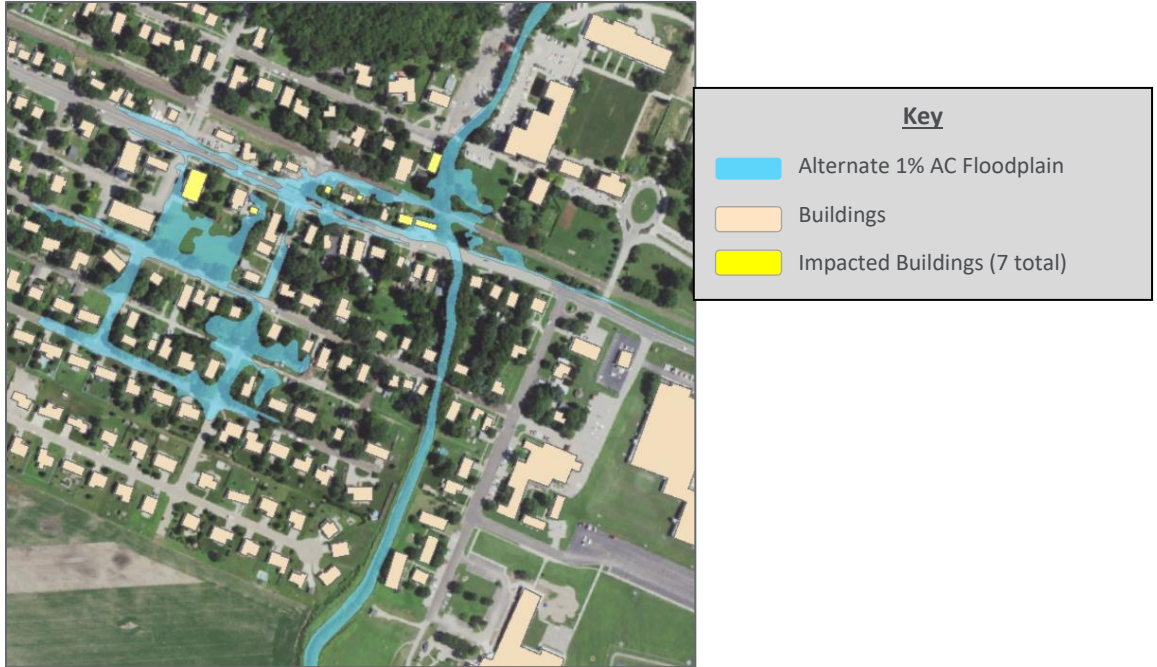 Key
Alternate 1% AC Floodplain
Buildings
Impacted Buildings (7 total)